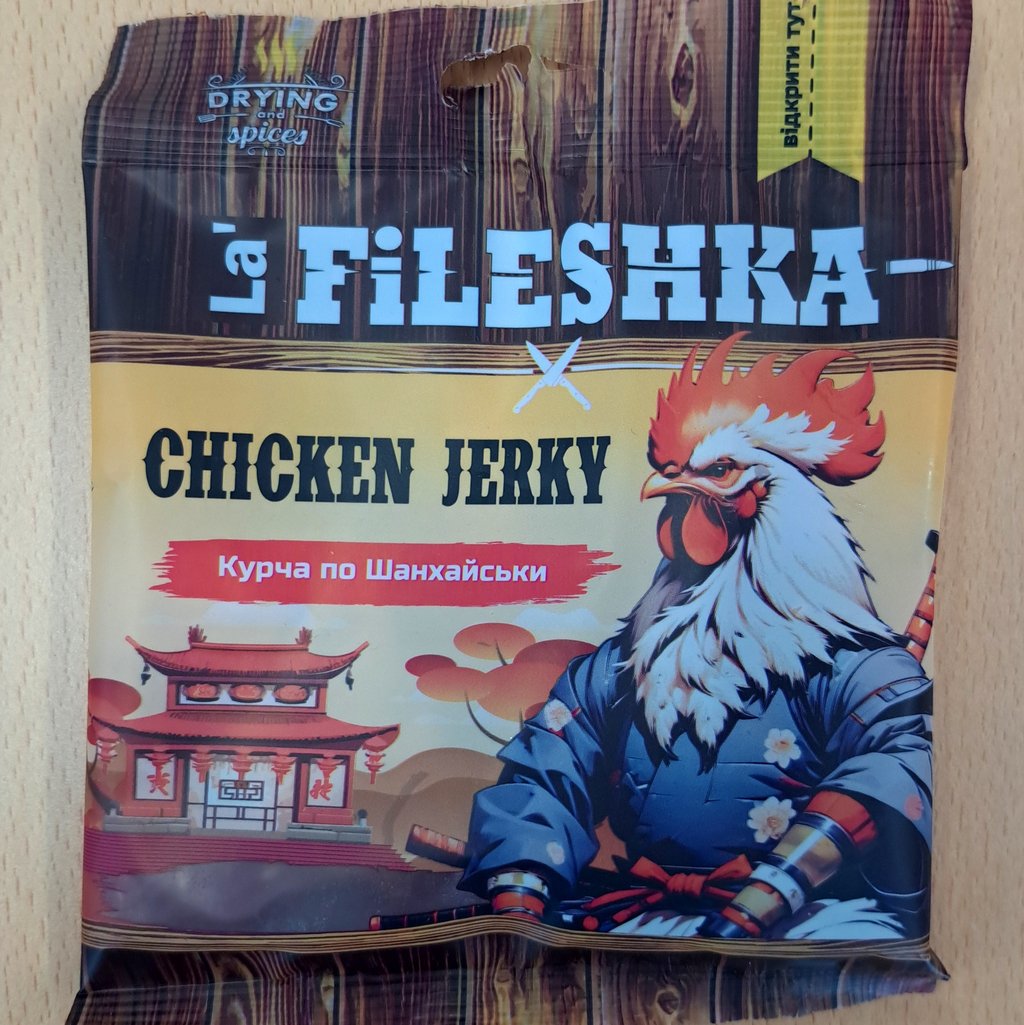 DRYING
and
spices
відкрити тут
La'
FiLESHKA
CHICKEN JERKY
Курча по Шанхайськи